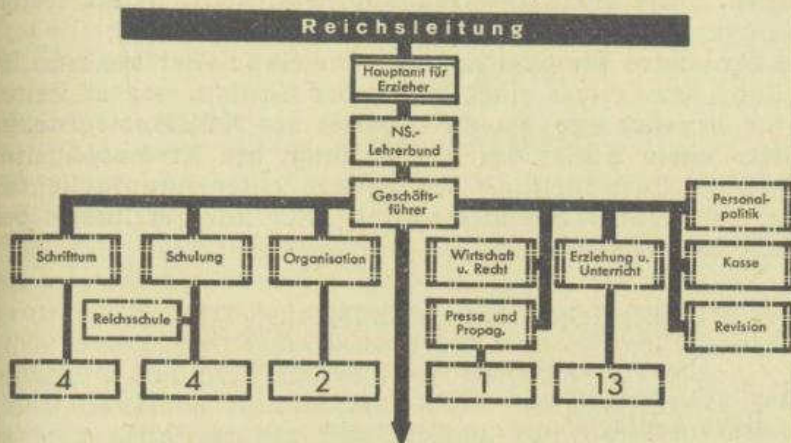 Reichsleitung
Hauptamt für
Erzieher
NS.-
Lehrerbund
Geschäfts-
führer
Personal-
politik
Schrifttum
Schulung
Organisation
Wirtschaft
u. Recht
Erziehung u.
Unterricht
Kasse
Reichsschule
Presse und
Propag.
Revision
4
4
2
1
13